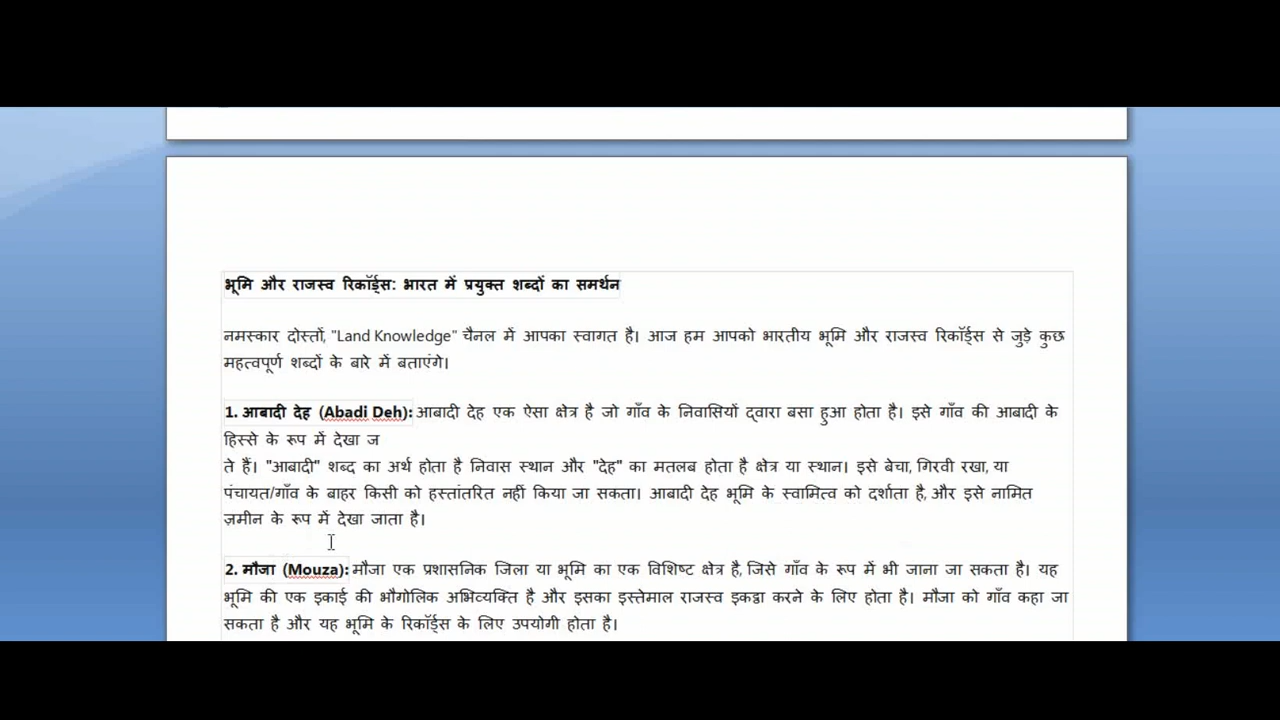 भूमि और राजस्व रिकॉर्ड्स: भारत में प्रयुक्त शब्दों का समर्थन
नमस्कार दोस्तों, "Land Knowledge" चैनल में आपका स्वागत है। आज हम आपको भारतीय भूमि और राजस्व रिकॉर्ड्स से जुड़े कुछ
महत्वपूर्ण शब्दों के बारे में बताएंगे।
1. आबादी देह (Abadi Deh): आबादी देह एक ऐसा क्षेत्र है जो गाँव के निवासियों द्वारा बसा हुआ होता है। इसे गाँव की आबादी के
हिस्से के रूप में देखा ज
ते हैं। "आबादी" शब्द का अर्थ होता है निवास स्थान और "देह" का मतलब होता है क्षेत्र या स्थान। इसे बेचा, गिरवी रखा, या
पंचायत/गाँव के बाहर किसी को हस्तांतरित नहीं किया जा सकता। आबादी देह भूमि के स्वामित्व को दर्शाता है, और इसे नामित
ज़मीन के रूप में देखा जाता है।
2. मौजा (Mouza): मौजा एक प्रशासनिक जिला या भूमि का एक विशिष्ट क्षेत्र है, जिसे गाँव के रूप में भी जाना जा सकता है। यह
भूमि की एक इकाई की भौगोलिक अभिव्यक्ति है और इसका इस्तेमाल राजस्व इकट्ठा करने के लिए होता है। मौजा को गाँव कहा जा
सकता है और यह भूमि के रिकॉर्ड्स के लिए उपयोगी होता है।